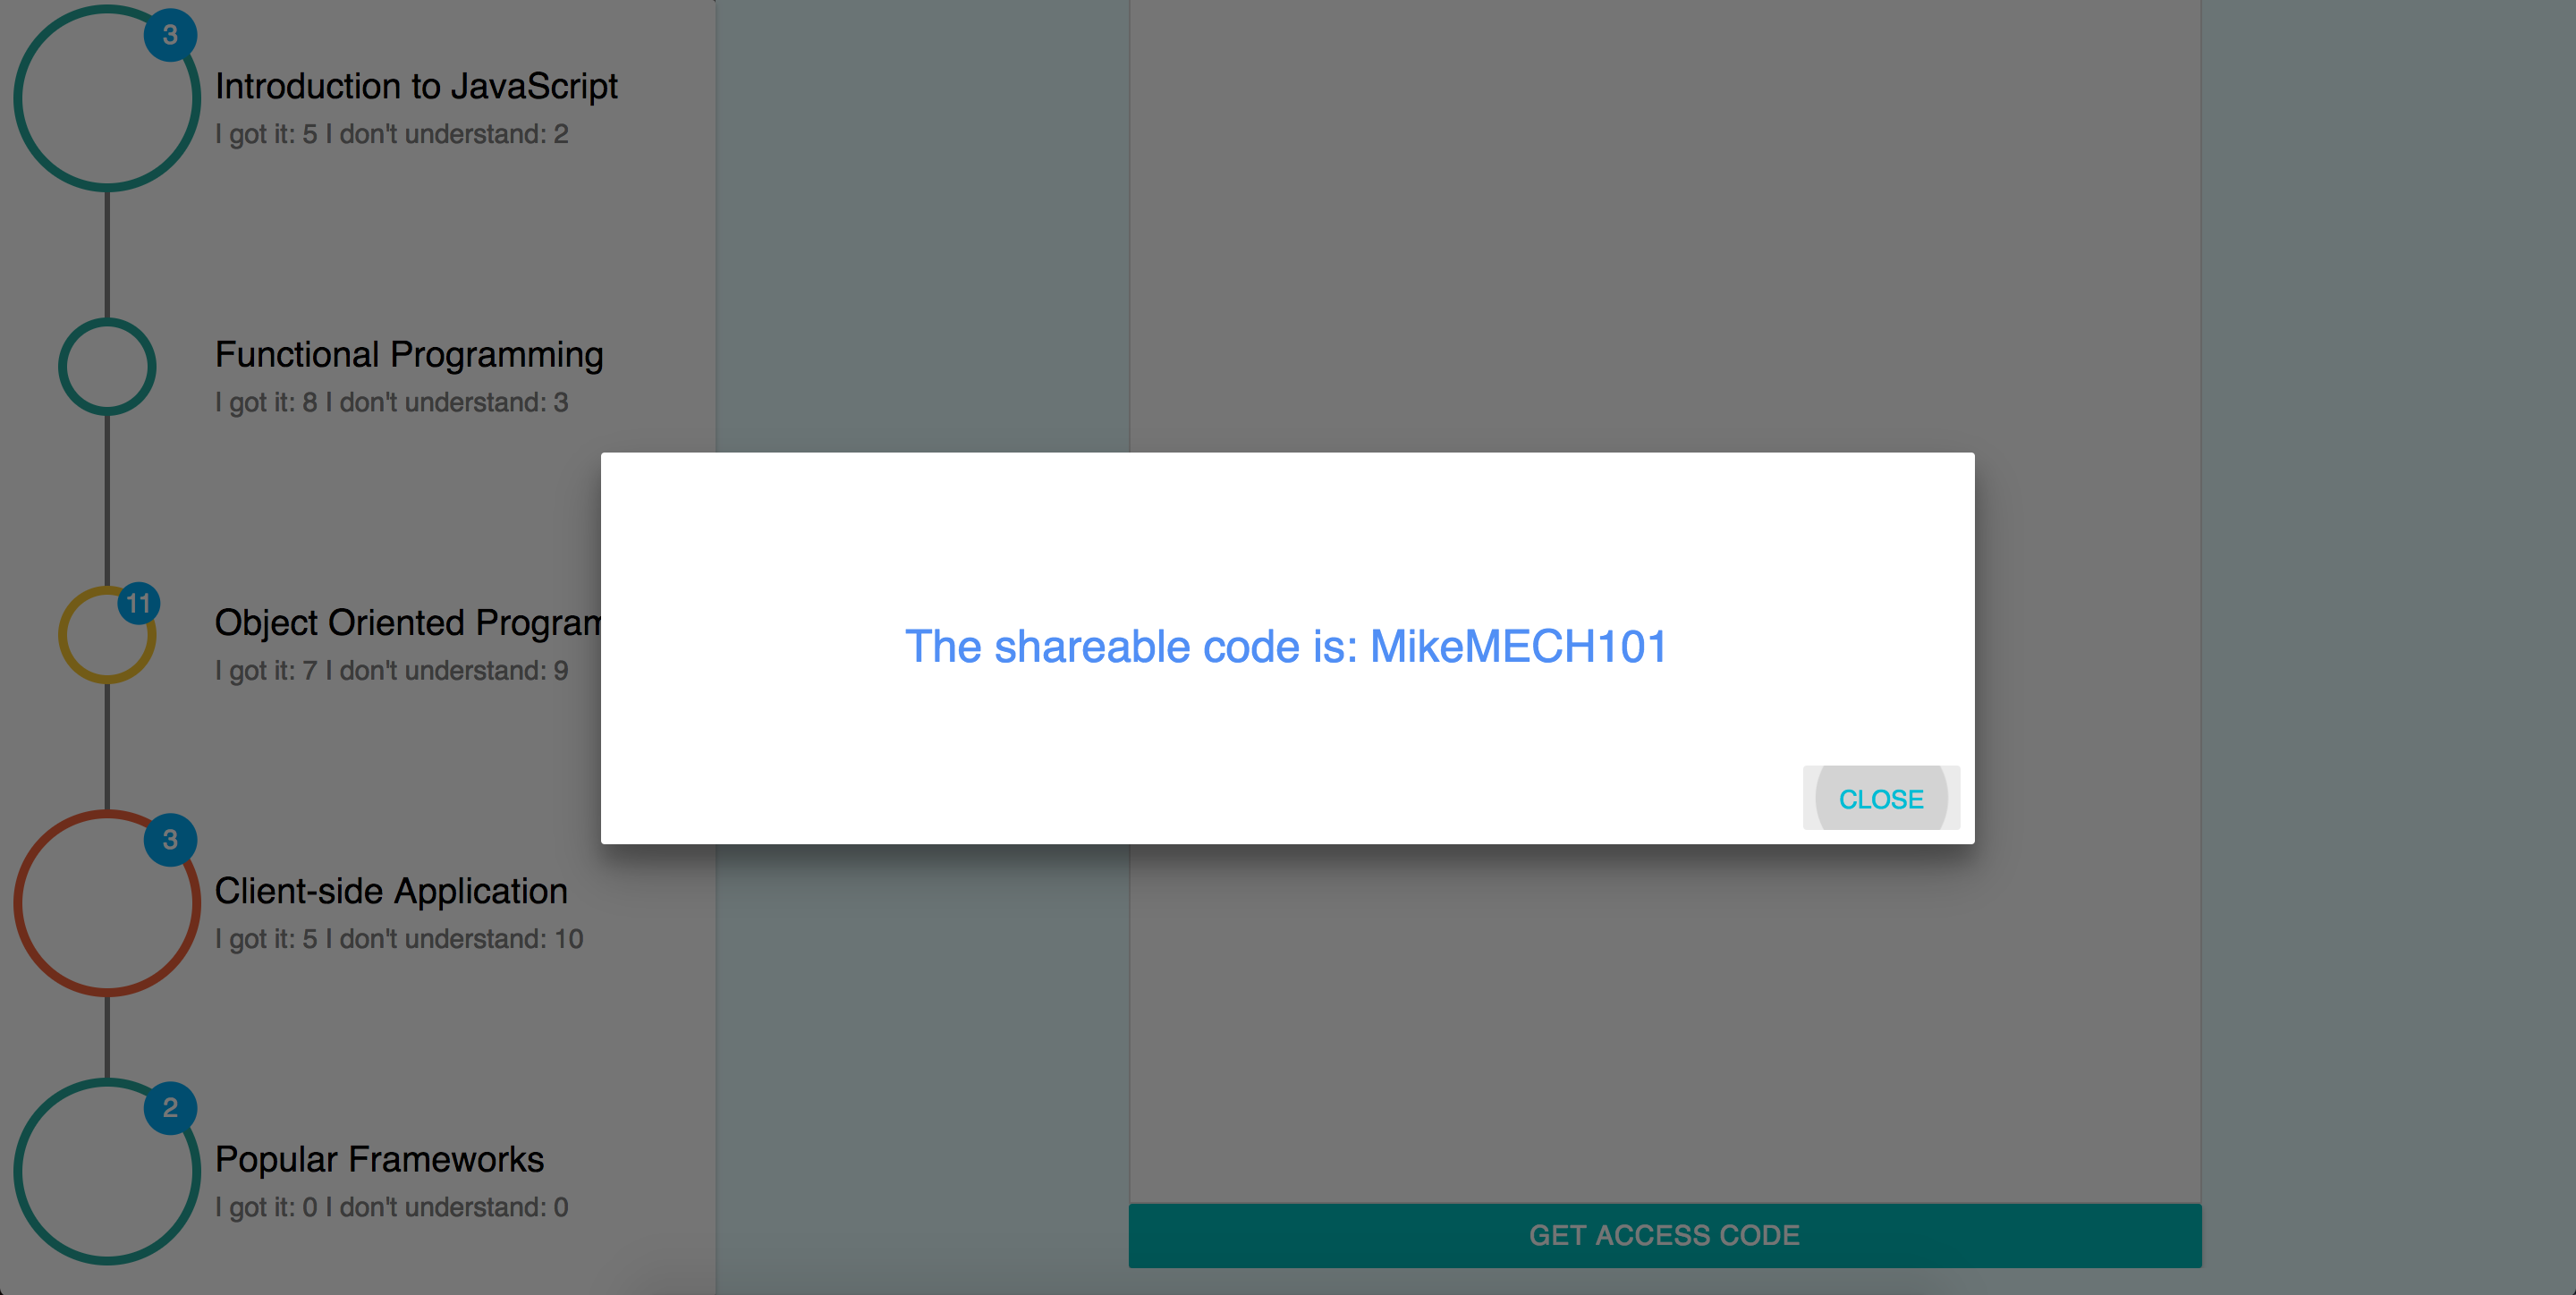 3
Introduction to JavaScript
I got it: 5 I don't understand: 2
Functional Programming
I got it: 8 I don't understand: 3
11
Object Oriented Program
I got it: 7 I don't understand: 9
The shareable code is: MikeMECH101
CLOSE
3
Client-side Application
I got it: 5 I don't understand: 10
2
Popular Frameworks
I got it: 0 I don't understand: 0
GET ACCESS CODE